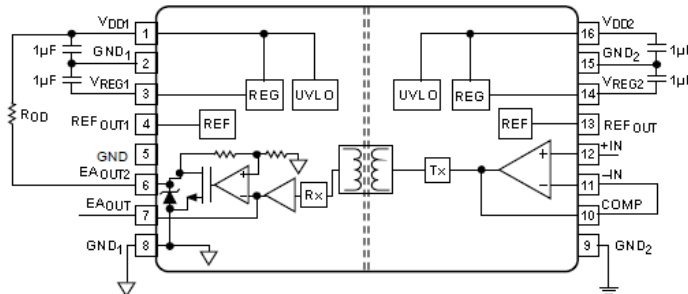 VDD1
1
1µF
GND1
2
1µF
VREG1
3
ROD
REFOUT1
4
GND
5
EAOUT2
6
EAOUT
7
GND1
8
REG
UVLO
REF
Rx
Tx
UVLO
REG
REF
+
−
+
−
16
VDD2
1µF
15
GND2
1µF
14
VREG2
13
REFOUT
12
+IN
11
−IN
10
COMP
9
GND2